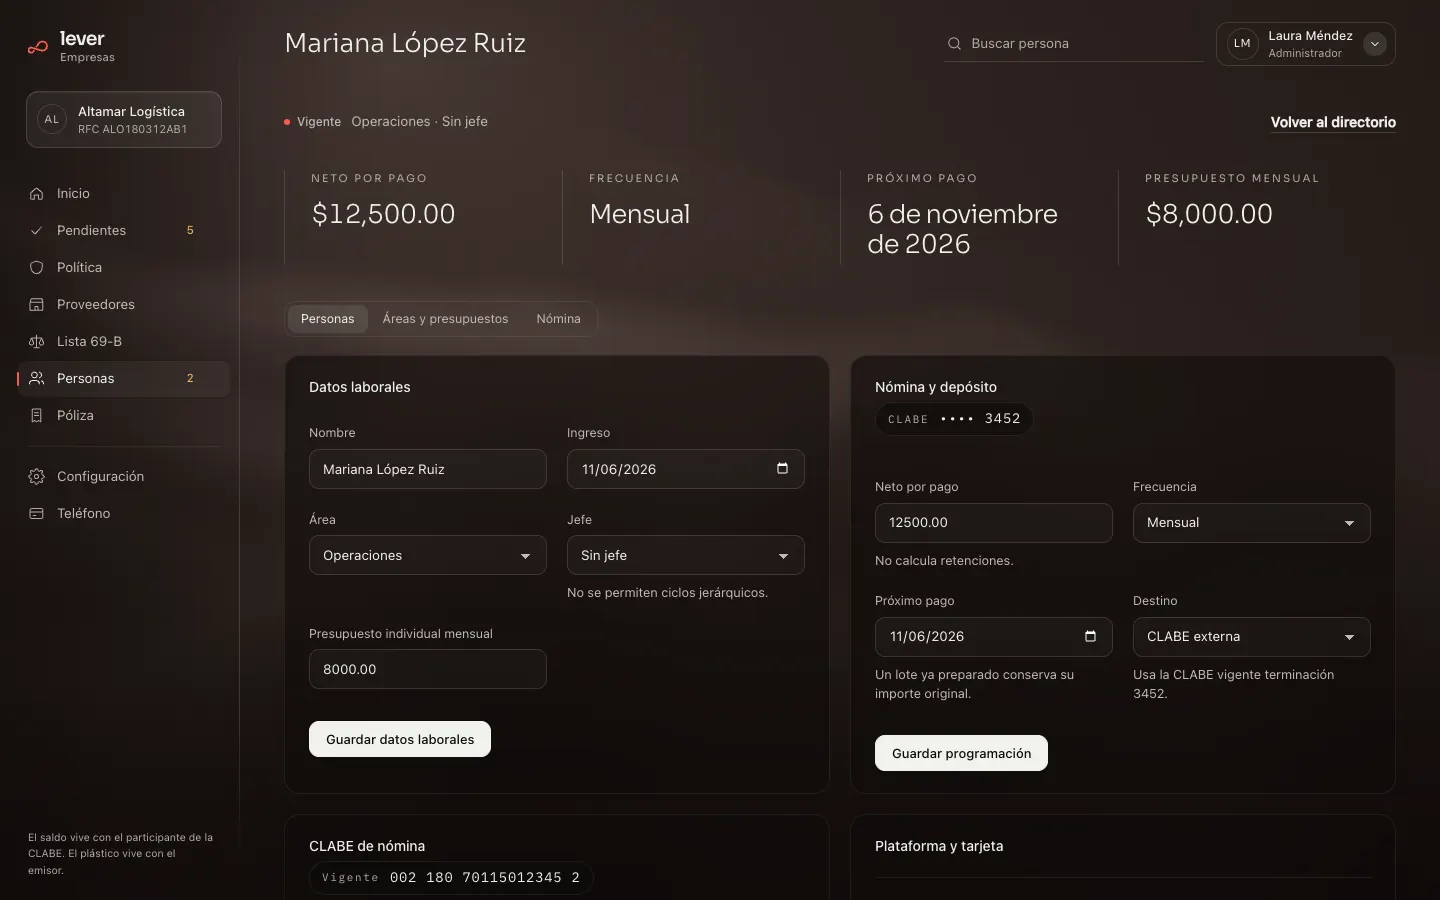 lever
Empresas
Mariana López Ruiz
Buscar persona
LM
Laura Méndez
Administrador
AL
Altamar Logística
RFC ALO180312AB1
Vigente Operaciones · Sin jefe
Volver al directorio
NETO POR PAGO
$12,500.00
FRECUENCIA
Mensual
PRÓXIMO PAGO
6 de noviembre
de 2026
PRESUPUESTO MENSUAL
$8,000.00
Inicio
Pendientes 5
Política
Proveedores
Lista 69-B
Personas 2
Póliza
Configuración
Teléfono
Personas
Áreas y presupuestos
Nómina
Datos laborales
Nombre
Mariana López Ruiz
Ingreso
11/06/2026
Área
Operaciones
Jefe
Sin jefe
No se permiten ciclos jerárquicos.
Presupuesto individual mensual
8000.00
Guardar datos laborales
Nómina y depósito
CLABE •••• 3452
Neto por pago
12500.00
No calcula retenciones.
Frecuencia
Mensual
Próximo pago
11/06/2026
Un lote ya preparado conserva su
importe original.
Destino
CLABE externa
Usa la CLABE vigente terminación
3452.
Guardar programación
CLABE de nómina
Vigente 002 180 70115012345 2
Plataforma y tarjeta
El saldo vive con el participante de la
CLABE. El plástico vive con el
emisor.